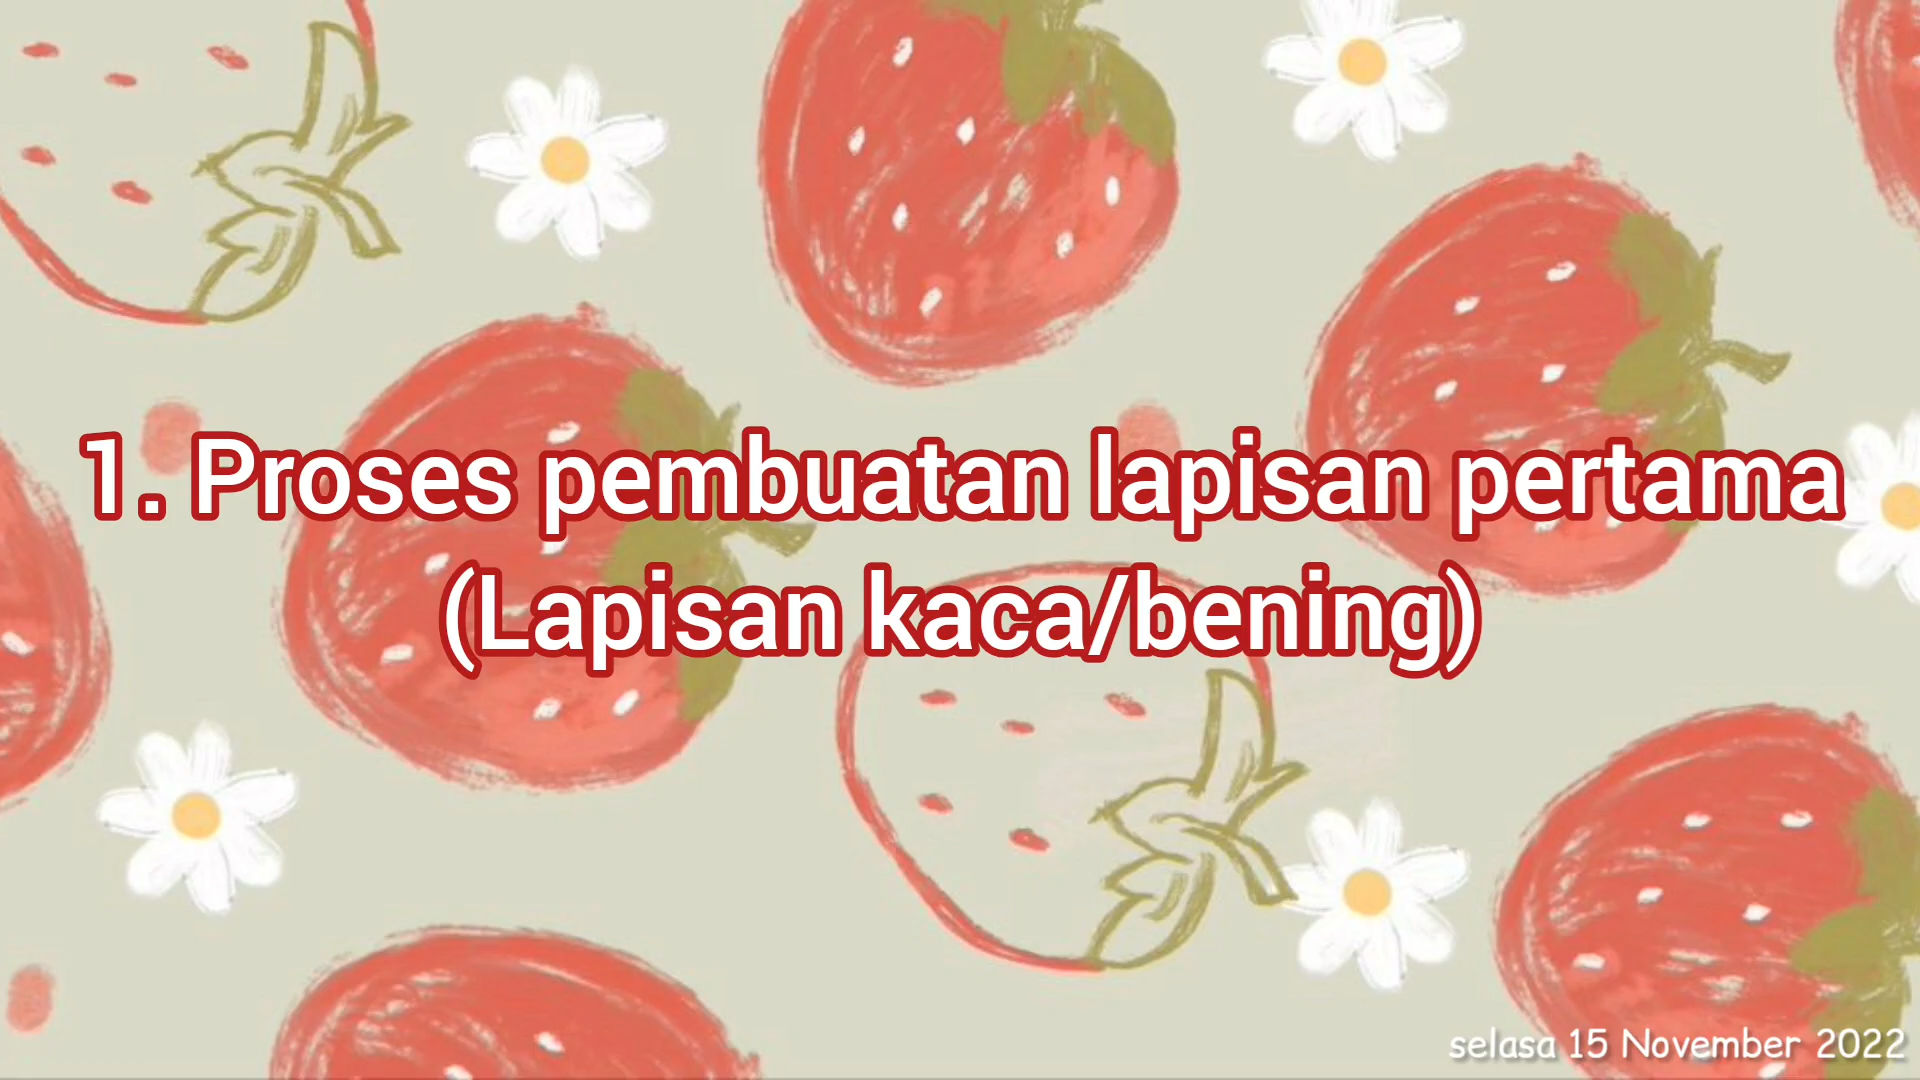 1. Proses pembuatan lapisan pertama
(Lapisan kaca/bening)
selasa 15 November 2022